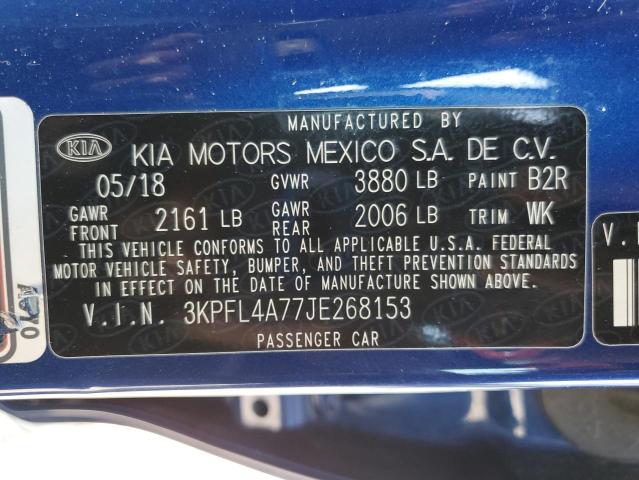 MANUFACTURED BY
KIA KIA MOTORS MEXICO S.A. DE C.V.
05/18 GVWR 3880 LB PAINT B2R
GAWR FRONT 2161 LB GAWR REAR 2006 LB TRIM WK
THIS VEHICLE CONFORMS TO ALL APPLICABLE U.S.A. FEDERAL
MOTOR VEHICLE SAFETY, BUMPER, AND THEFT PREVENTION STANDARDS
IN EFFECT ON THE DATE OF MANUFACTURE SHOWN ABOVE.
V.I.N. 3KPFL4A77JE268153
PASSENGER CAR
V.I